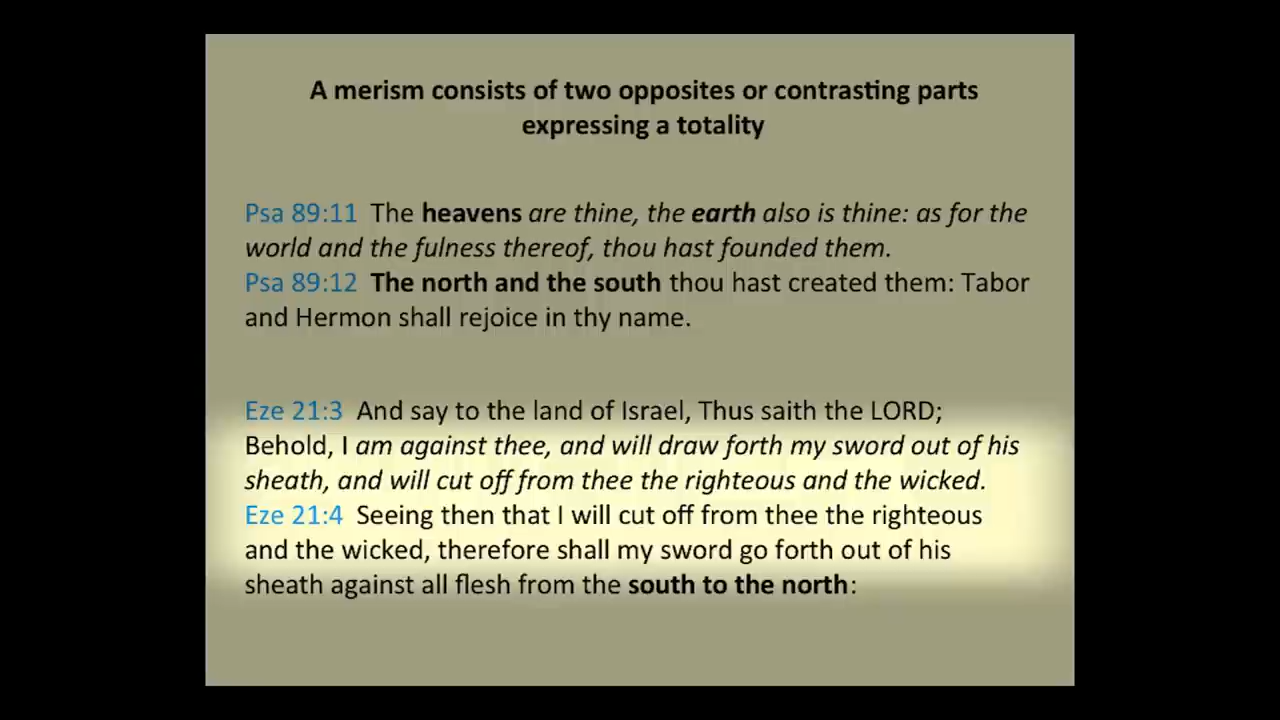 A merism consists of two opposites or contrasting parts
expressing a totality
Psa 89:11 The heavens are thine, the earth also is thine: as for the
world and the fulness thereof, thou hast founded them.
Psa 89:12 The north and the south thou hast created them: Tabor
and Hermon shall rejoice in thy name.
Eze 21:3 And say to the land of Israel, Thus saith the LORD;
Behold, I am against thee, and will draw forth my sword out of his
sheath, and will cut off from thee the righteous and the wicked.
Eze 21:4 Seeing then that I will cut off from thee the righteous
and the wicked, therefore shall my sword go forth out of his
sheath against all flesh from the south to the north: